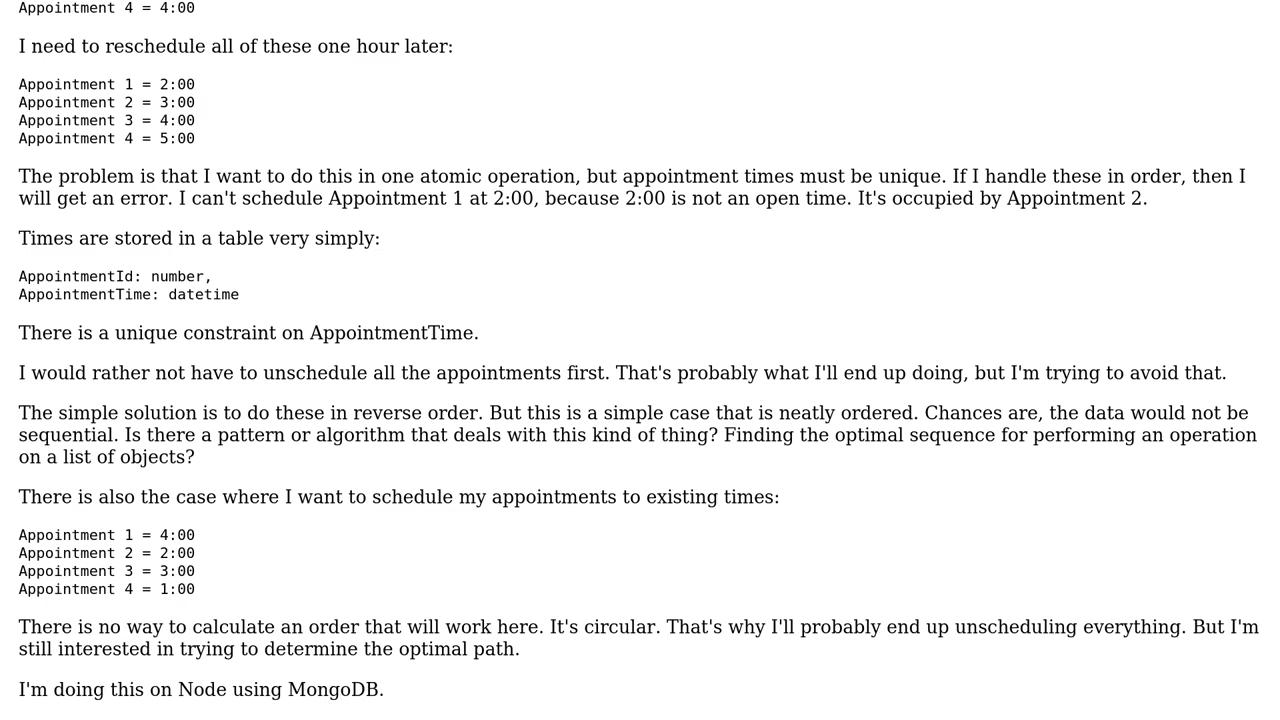 Appointment 4 = 4:00
I need to reschedule all of these one hour later:
Appointment 1 = 2:00
Appointment 2 = 3:00
Appointment 3 = 4:00
Appointment 4 = 5:00
The problem is that I want to do this in one atomic operation, but appointment times must be unique. If I handle these in order, then I
will get an error. I can't schedule Appointment 1 at 2:00, because 2:00 is not an open time. It's occupied by Appointment 2.
Times are stored in a table very simply:
AppointmentId: number,
AppointmentTime: datetime
There is a unique constraint on AppointmentTime.
I would rather not have to unschedule all the appointments first. That's probably what I'll end up doing, but I'm trying to avoid that.
The simple solution is to do these in reverse order. But this is a simple case that is neatly ordered. Chances are, the data would not be
sequential. Is there a pattern or algorithm that deals with this kind of thing? Finding the optimal sequence for performing an operation
on a list of objects?
There is also the case where I want to schedule my appointments to existing times:
Appointment 1 = 4:00
Appointment 2 = 2:00
Appointment 3 = 3:00
Appointment 4 = 1:00
There is no way to calculate an order that will work here. It's circular. That's why I'll probably end up unscheduling everything. But I'm
still interested in trying to determine the optimal path.
I'm doing this on Node using MongoDB.